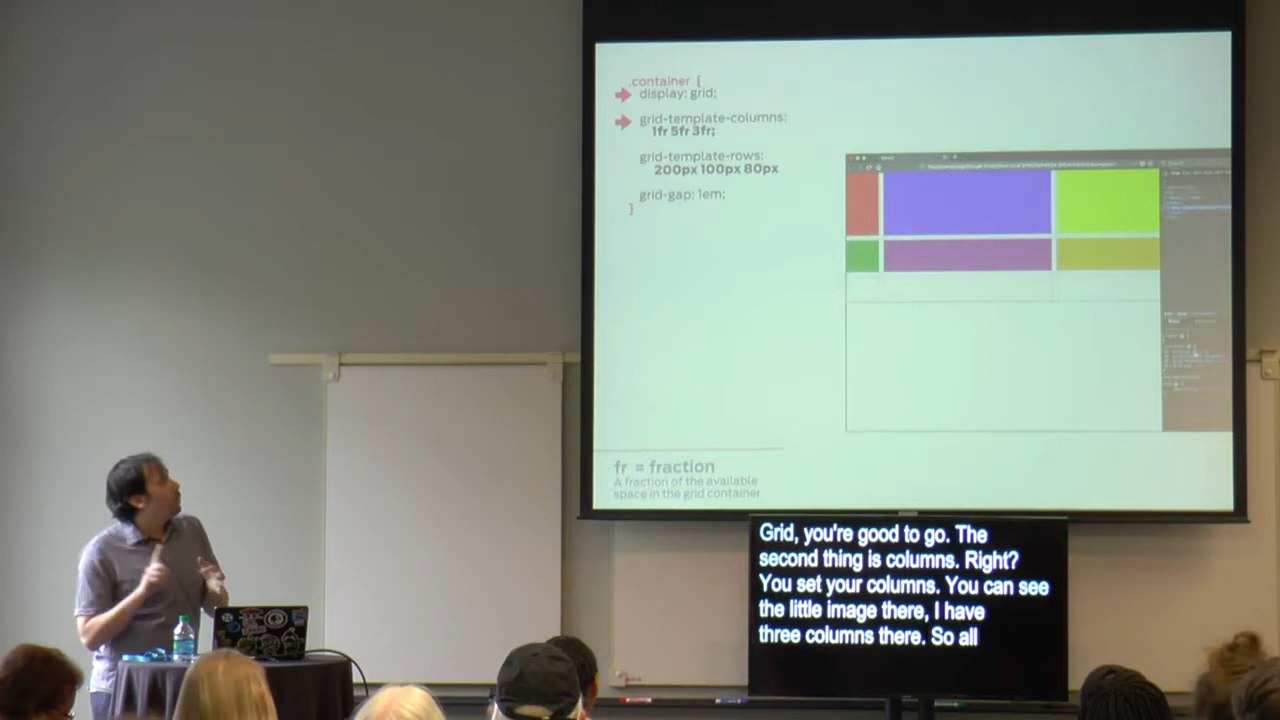 .container {
display: grid;
grid-template-columns:
1fr 5fr 3fr;
grid-template-rows:
200px 100px 80px
grid-gap: 1em;
}
fr = fraction
A fraction of the available
space in the grid container
Grid, you're good to go. The
second thing is columns. Right?
You set your columns. You can see
the little image there, I have
three columns there. So all